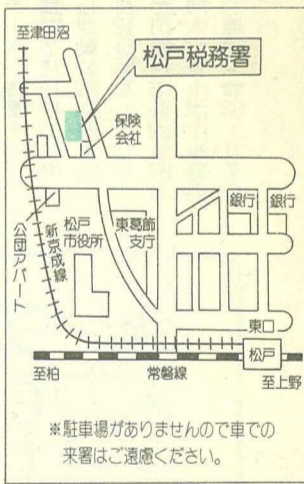 至津田沼
松戸税務署
保険
会社
公団アパート
新京成線
松戸
市役所
東葛飾
支庁
銀行
銀行
東口
松戸
至柏
常磐線
至上野
※駐車場がありませんので車での
来署はご遠慮ください。